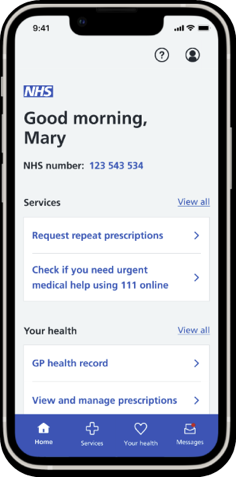 9:41
NHS
Good morning,
Mary
NHS number: 123 543 534
Services View all
Request repeat prescriptions
Check if you need urgent
medical help using 111 online
Your health View all
GP health record
View and manage prescriptions
Home Services Your health Messages